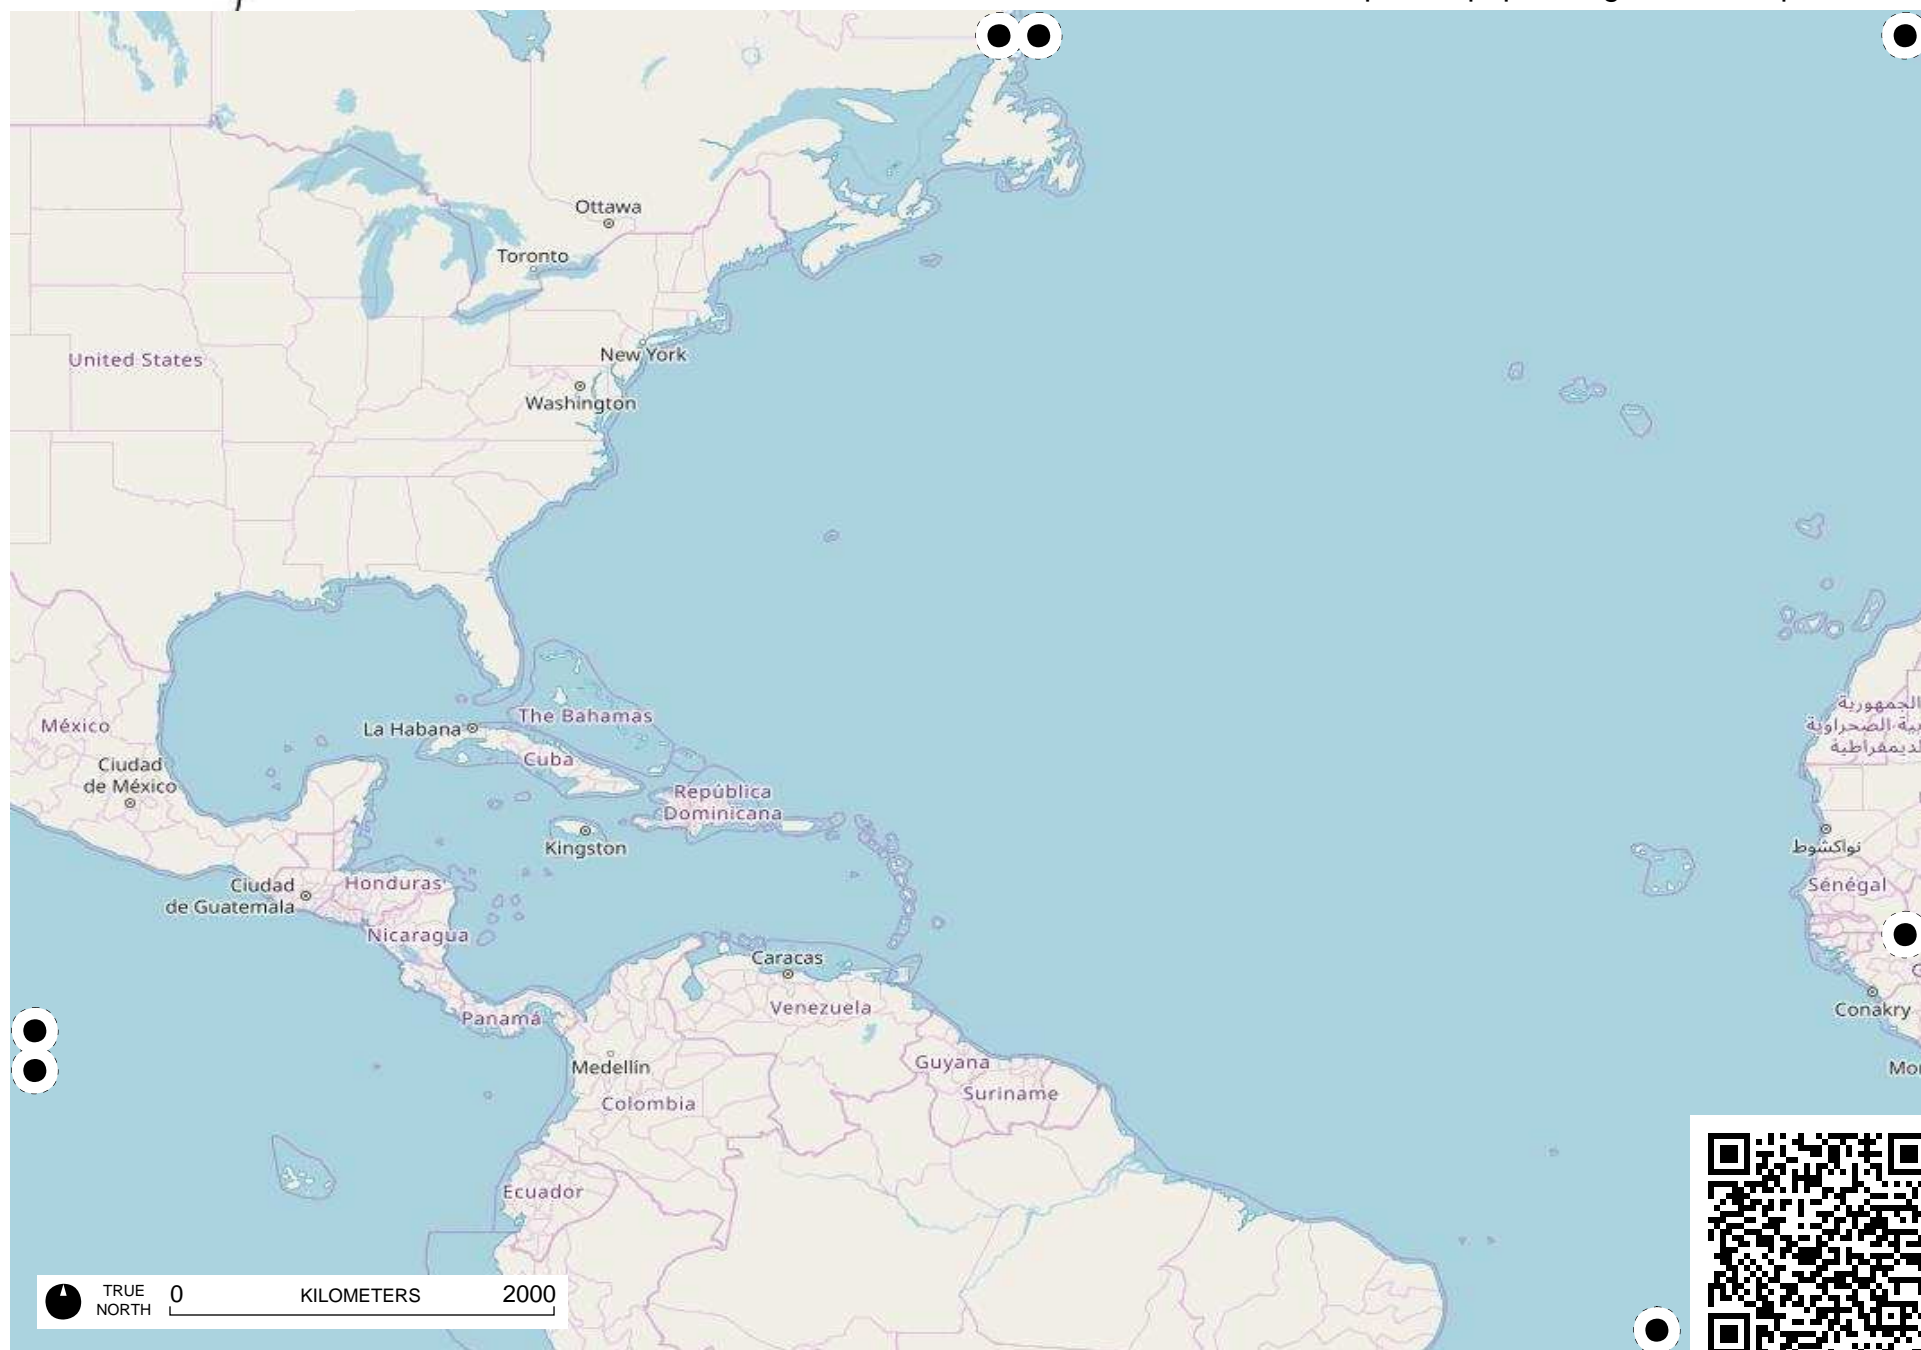 Ottawa
Toronto
New York
United States
Washington
الجمهورية
México
La Habana
The Bahamas
Cuba
Ciudad
de México
República
Dominicana
Kingston
نواكشوط
Ciudad
de Guatemala
Honduras
Sénégal
Nicaragua
Caracas
Venezuela
Conakry
Panamá
Medellín
Guyana
Suriname
Colombia
Ecuador
TRUE
NORTH
0
KILOMETERS
2000